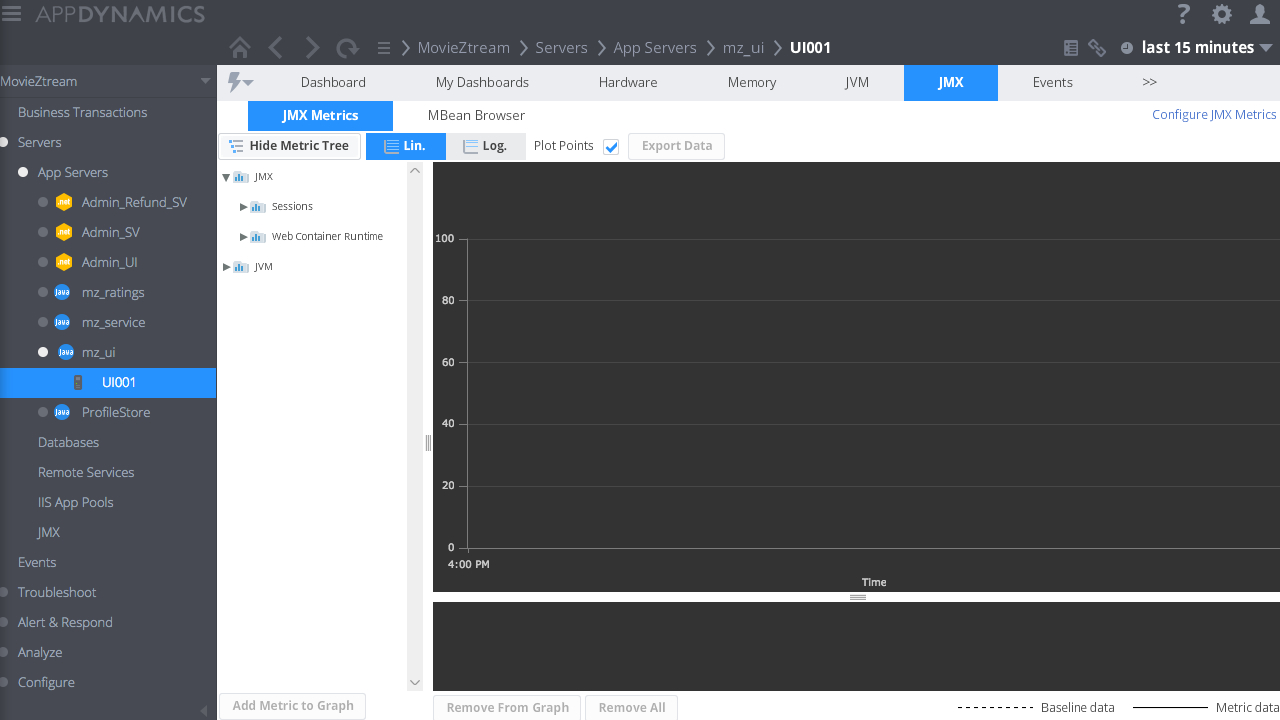 APPDYNAMICS
?
MovieZtream Servers App Servers mz_ui UI001 last 15 minutes
MovieZtream
Business Transactions
Servers
App Servers
.net Admin_Refund_SV
.net Admin_SV
.net Admin_UI
Java mz_ratings
Java mz_service
Java mz_ui
UI001
Java ProfileStore
Databases
Remote Services
IIS App Pools
JMX
Events
Troubleshoot
Alert & Respond
Analyze
Configure
Dashboard My Dashboards Hardware Memory JVM JMX Events >>
JMX Metrics MBean Browser Configure JMX Metrics
Hide Metric Tree Lin. Log. Plot Points Export Data
JMX
Sessions
Web Container Runtime
JVM
100
80
60
40
20
0
4:00 PM
Time
Add Metric to Graph Remove From Graph Remove All Baseline data Metric data